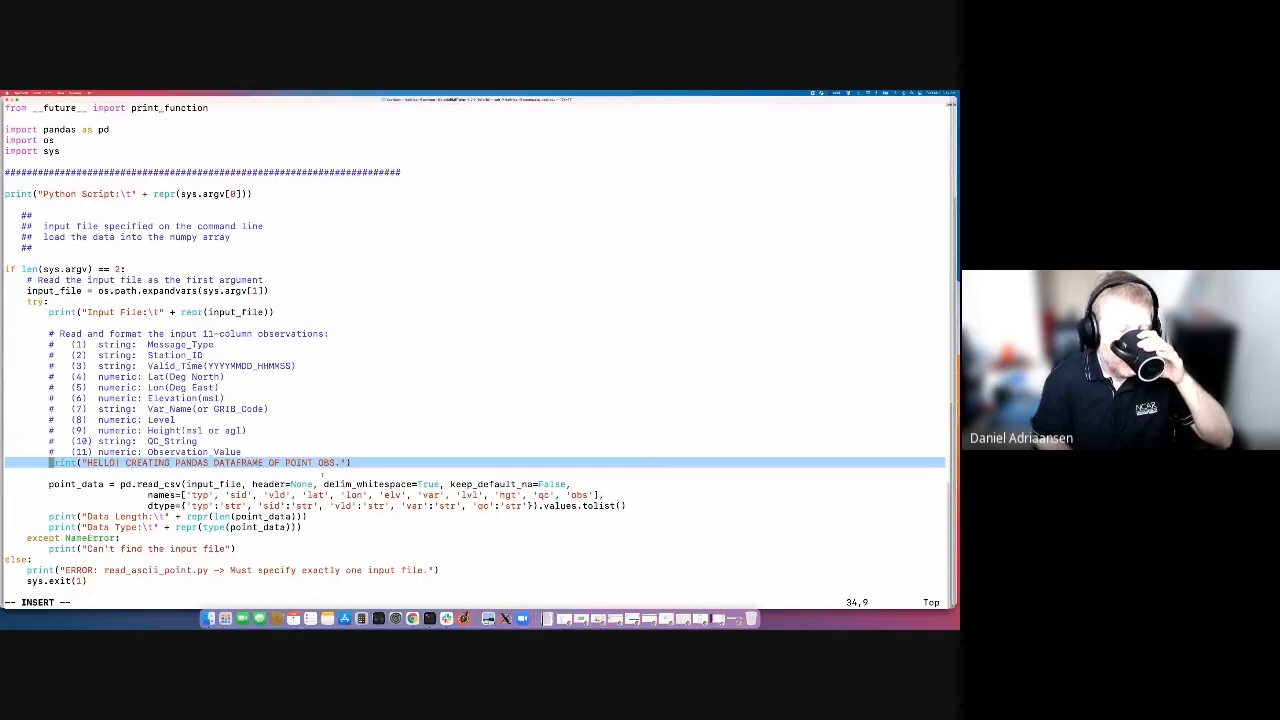 from __future__ import print_function
import pandas as pd
import os
import sys
########################################################################
print("Python Script:\t" + repr(sys.argv[0]))
##
## input file specified on the command line
## load the data into the numpy array
##
if len(sys.argv) == 2:
# Read the input file as the first argument
input_file = os.path.expandvars(sys.argv[1])
try:
print("Input File:\t" + repr(input_file))
# Read and format the input 11-column observations:
# (1) string: Message_Type
# (2) string: Station_ID
# (3) string: Valid_Time(YYYYMMDD_HHMMSS)
# (4) numeric: Lat(Deg North)
# (5) numeric: Lon(Deg East)
# (6) numeric: Elevation(msl)
# (7) string: Var_Name(or GRIB_Code)
# (8) numeric: Level
# (9) numeric: Height(msl or agl)
# (10) string: QC_String
# (11) numeric: Observation_Value
print("HELLO! CREATING PANDAS DATAFRAME OF POINT OBS.")
point_data = pd.read_csv(input_file, header=None, delim_whitespace=True, keep_default_na=False,
names=['typ', 'sid', 'vld', 'lat', 'lon', 'elv', 'var', 'lvl', 'hgt', 'qc', 'obs'],
dtype={'typ':'str', 'sid':'str', 'vld':'str', 'var':'str', 'qc':'str'}).values.tolist()
print("Data Length:\t" + repr(len(point_data)))
print("Data Type:\t" + repr(type(point_data)))
except NameError:
print("Can't find the input file")
else:
print("ERROR: read_ascii_point.py -> Must specify exactly one input file.")
sys.exit(1)
-- INSERT -- 34,9 Top
NCAR
Daniel Adriaansen